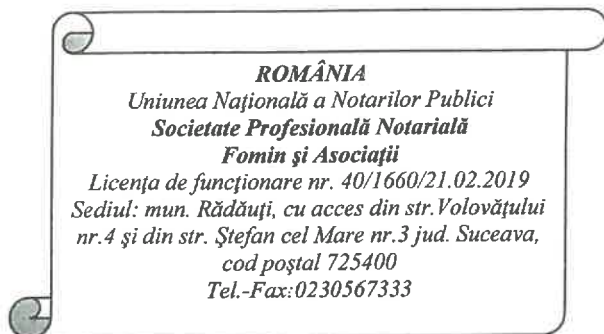 ROMÂNIA
Uniunea Naţională a Notarilor Publici
Societate Profesională Notarială
Fomin şi Asociaţii
Licenţa de funcţionare nr. 40/1660/21.02.2019
Sediul: mun. Rădăuţi, cu acces din str.Volovăţului
nr.4 şi din str. Ştefan cel Mare nr.3 jud. Suceava,
cod poştal 725400
Tel.-Fax:0230567333